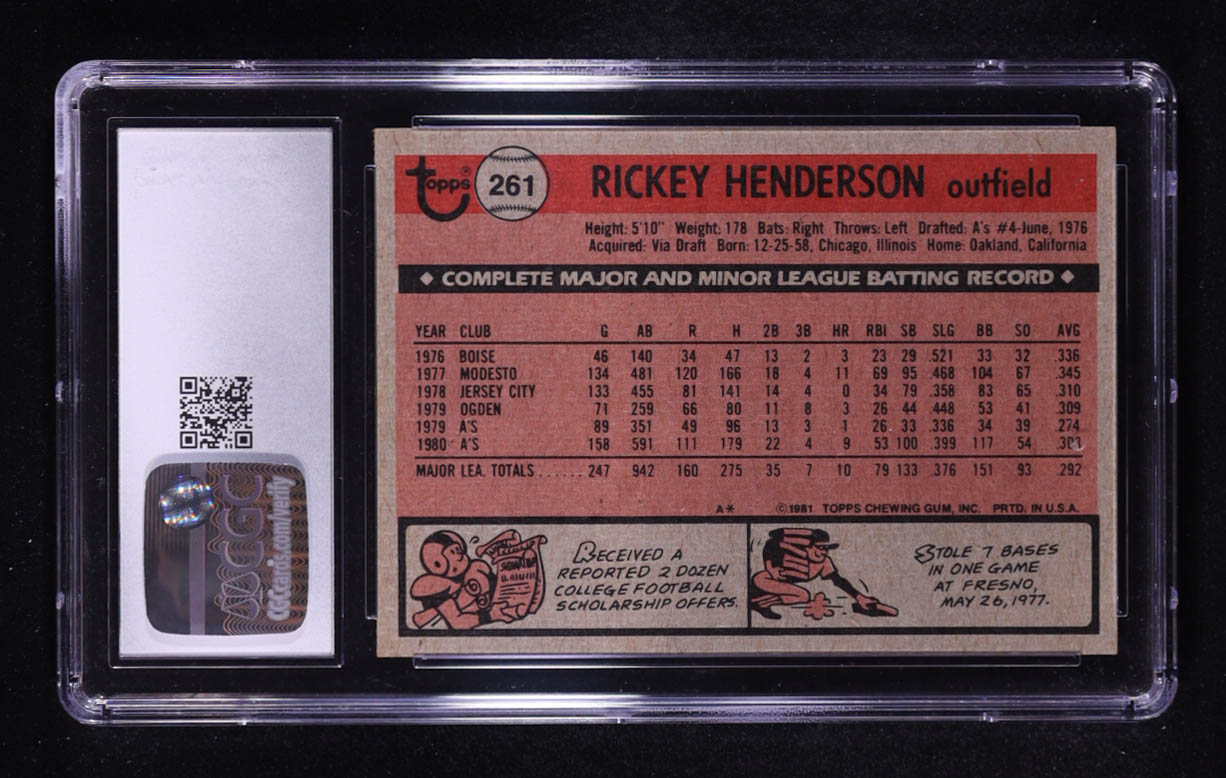 topps® 261 RICKEY HENDERSON outfield
Height: 5'10" Weight: 178 Bats: Right Throws: Left Drafted: A's #4-June, 1976
Acquired: Via Draft Born: 12-25-58, Chicago, Illinois Home: Oakland, California
◆ COMPLETE MAJOR AND MINOR LEAGUE BATTING RECORD ◆
YEAR CLUB G AB R H 2B 3B HR RBI SB SLG BB SO AVG
1976 BOISE 46 140 34 47 13 2 3 23 29 .521 33 32 .336
1977 MODESTO 134 481 120 166 18 4 11 69 95 .468 104 67 .345
1978 JERSEY CITY 133 455 81 141 14 4 0 34 79 .358 83 65 .310
1979 OGDEN 71 259 66 80 11 8 3 26 44 .448 53 41 .309
1979 A'S 89 351 49 96 13 3 1 26 33 .336 34 39 .274
1980 A'S 158 591 111 179 22 4 9 53 100 .399 117 54 .303
MAJOR LEA. TOTALS ...... 247 942 160 275 35 7 10 79 133 .376 151 93 .292
A* ©1981 TOPPS CHEWING GUM, INC. PRTD. IN U.S.A.
RECEIVED A
REPORTED 2 DOZEN
COLLEGE FOOTBALL
SCHOLARSHIP OFFERS.
STOLE 7 BASES
IN ONE GAME
AT FRESNO,
MAY 26, 1977.
CGC
cgccards.com/verify